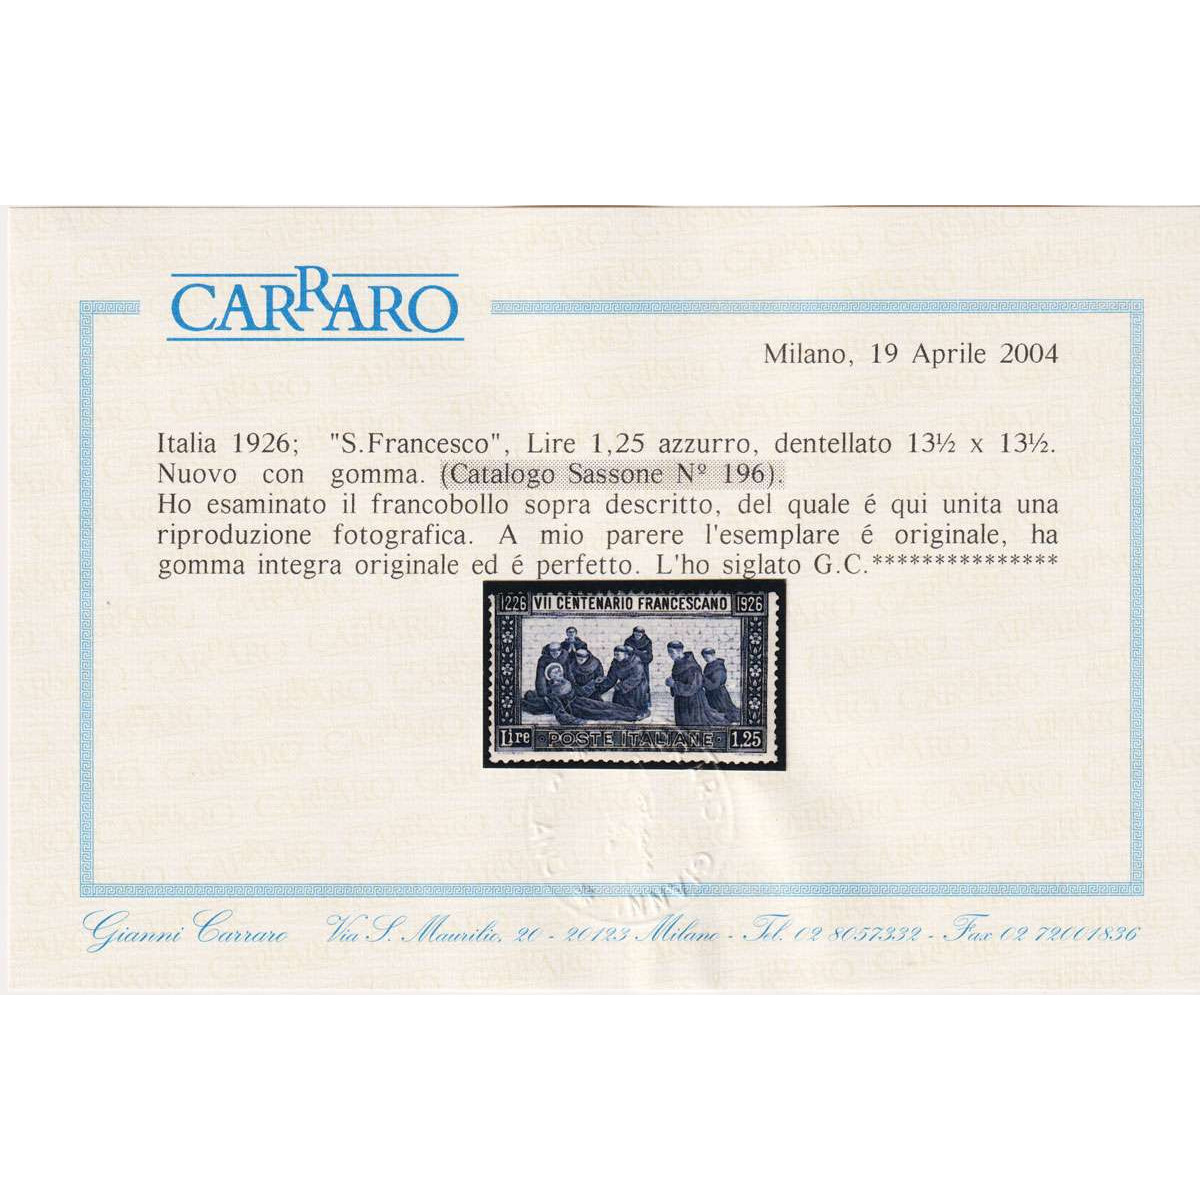 CARRARO
Milano, 19 Aprile 2004
Italia 1926; "S.Francesco", Lire 1,25 azzurro, dentellato 13½ x 13½.
Nuovo con gomma. (Catalogo Sassone Nº 196).
Ho esaminato il francobollo sopra descritto, del quale é qui unita una
riproduzione fotografica. A mio parere l'esemplare é originale, ha
gomma integra originale ed é perfetto. L'ho siglato G.C.***************
1226 VII CENTENARIO FRANCESCANO 1926
Lire POSTE ITALIANE 1.25
Gianni Carraro Via S. Maurilio, 20 - 20123 Milano - Tel. 02 8057332 - Fax 02 72001836